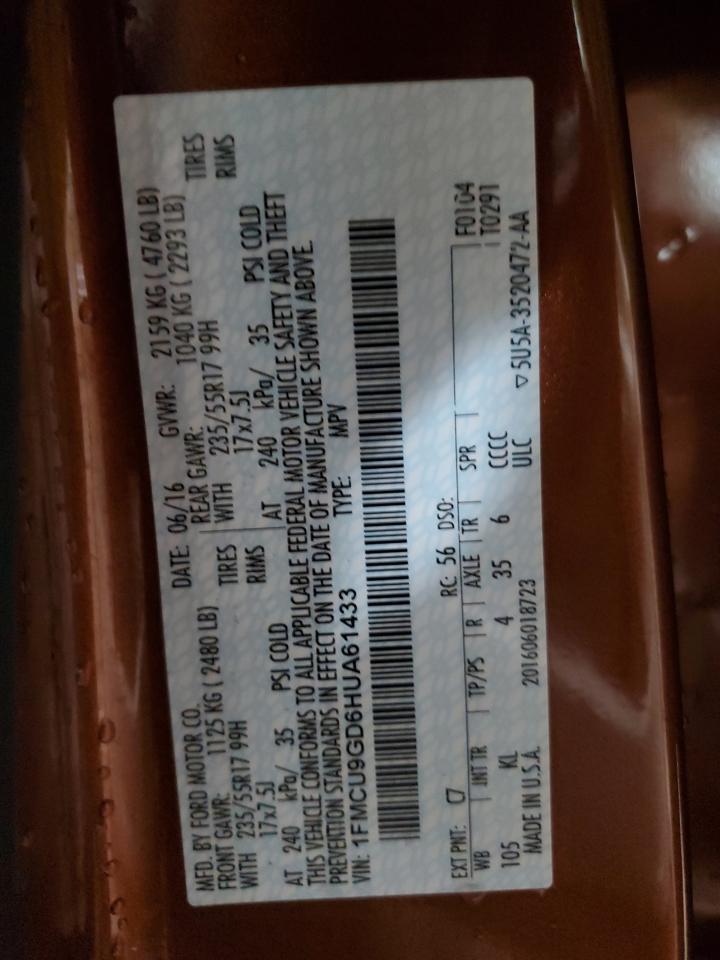 MFD. BY FORD MOTOR CO.
DATE: 06/16 GVWR: 2159 KG ( 4760 LB)
FRONT GAWR: 1125 KG ( 2480 LB) REAR GAWR: 1040 KG ( 2293 LB)
WITH 235/55R17 99H TIRES WITH 235/55R17 99H TIRES
17x7.5J RIMS 17x7.5J RIMS
AT 240 kPa/ 35 PSI COLD AT 240 kPa/ 35 PSI COLD
THIS VEHICLE CONFORMS TO ALL APPLICABLE FEDERAL MOTOR VEHICLE SAFETY AND THEFT
PREVENTION STANDARDS IN EFFECT ON THE DATE OF MANUFACTURE SHOWN ABOVE.
VIN: 1FMCU9GD6HUA61433 TYPE: MPV
EXT PNT: C7 RC: 56 DSO: F0104
WB INT TR TP/PS R AXLE TR SPR T0291
105 KL 4 35 6 CCCC
MADE IN U.S.A. 201606018723 ULC ▽5U5A-3520472-AA